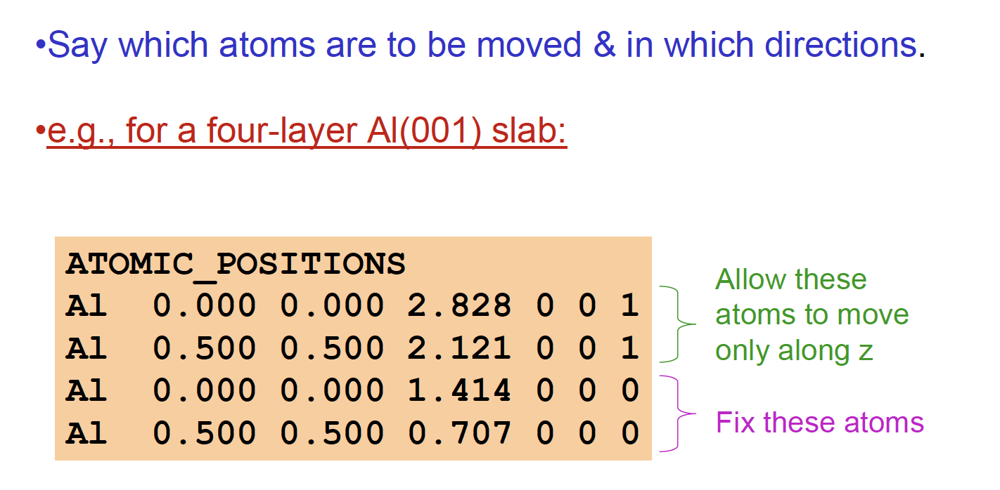 •Say which atoms are to be moved & in which directions.
•e.g., for a four-layer Al(001) slab:
ATOMIC_POSITIONS
Al 0.000 0.000 2.828 0 0 1
Al 0.500 0.500 2.121 0 0 1
Al 0.000 0.000 1.414 0 0 0
Al 0.500 0.500 0.707 0 0 0
Allow these
atoms to move
only along z
Fix these atoms